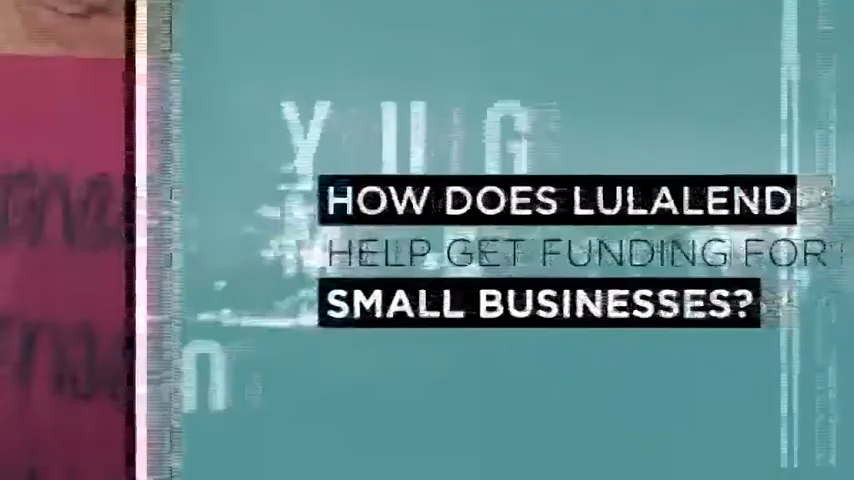 HOW DOES LULALEND
HELP GET FUNDING FOR
SMALL BUSINESSES?